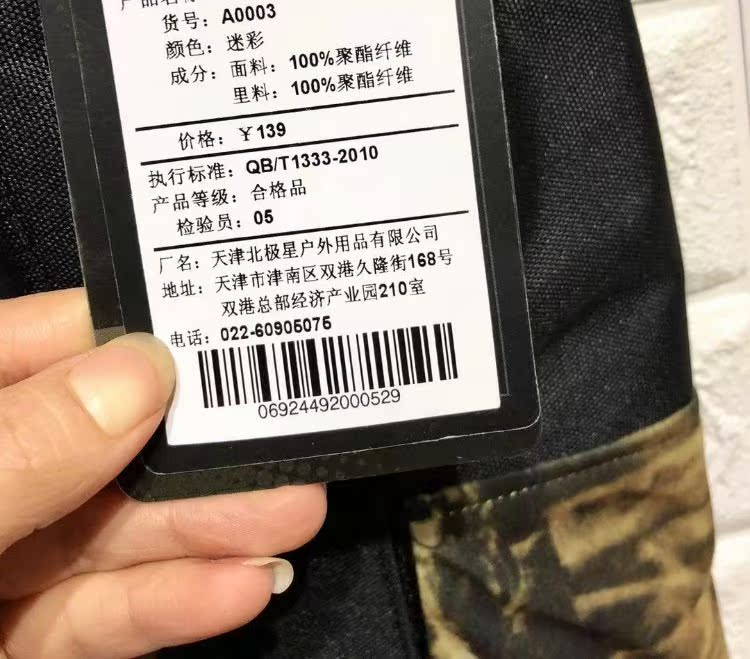 产品名称
货号：A0003
颜色：迷彩
成分：面料：100%聚酯纤维
里料：100%聚酯纤维
价格：￥139
执行标准：QB/T1333-2010
产品等级：合格品
检验员：05
厂名：天津北极星户外用品有限公司
地址：天津市津南区双港久隆街168号
双港总部经济产业园210室
电话：022-60905075
06924492000529